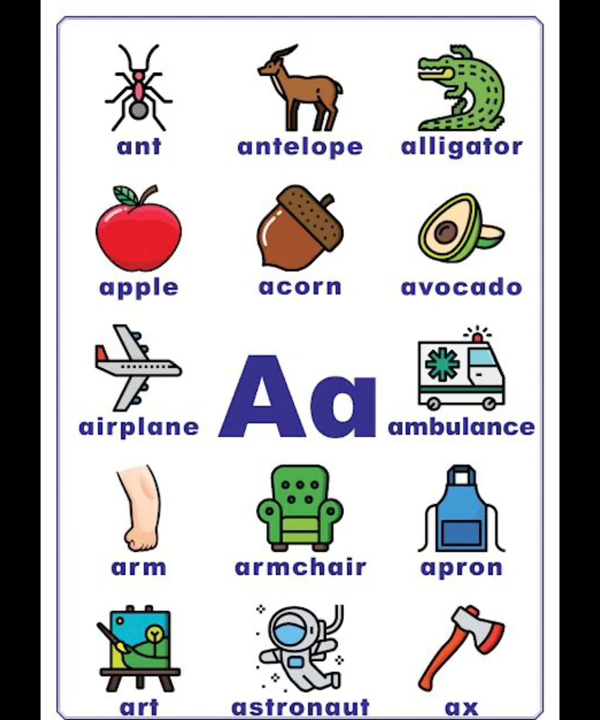 ant antelope alligator
apple acorn avocado
airplane Aa ambulance
arm armchair apron
art astronaut ax